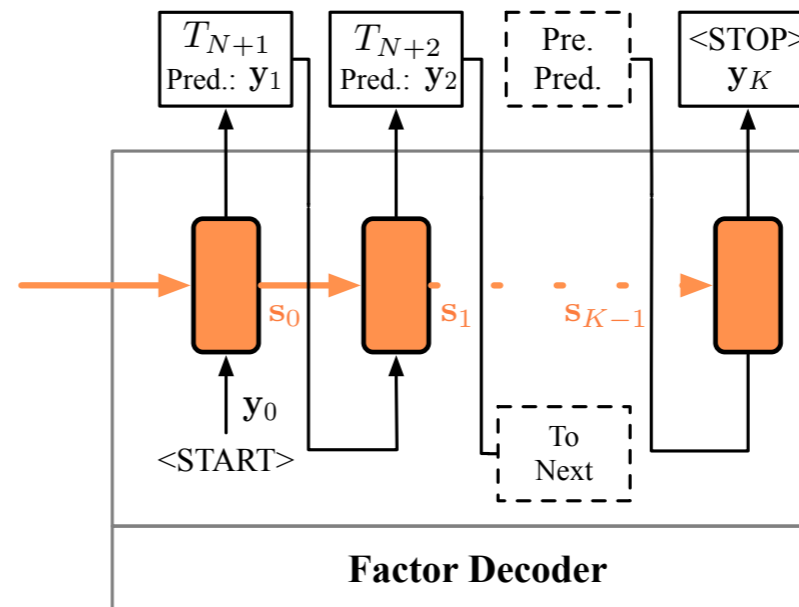 T_{N+1}
Pred.: y_1
T_{N+2}
Pred.: y_2
Pre.
Pred.
<STOP>
y_K
s_0
s_1
s_{K-1}
y_0
<START>
To
Next
Factor Decoder